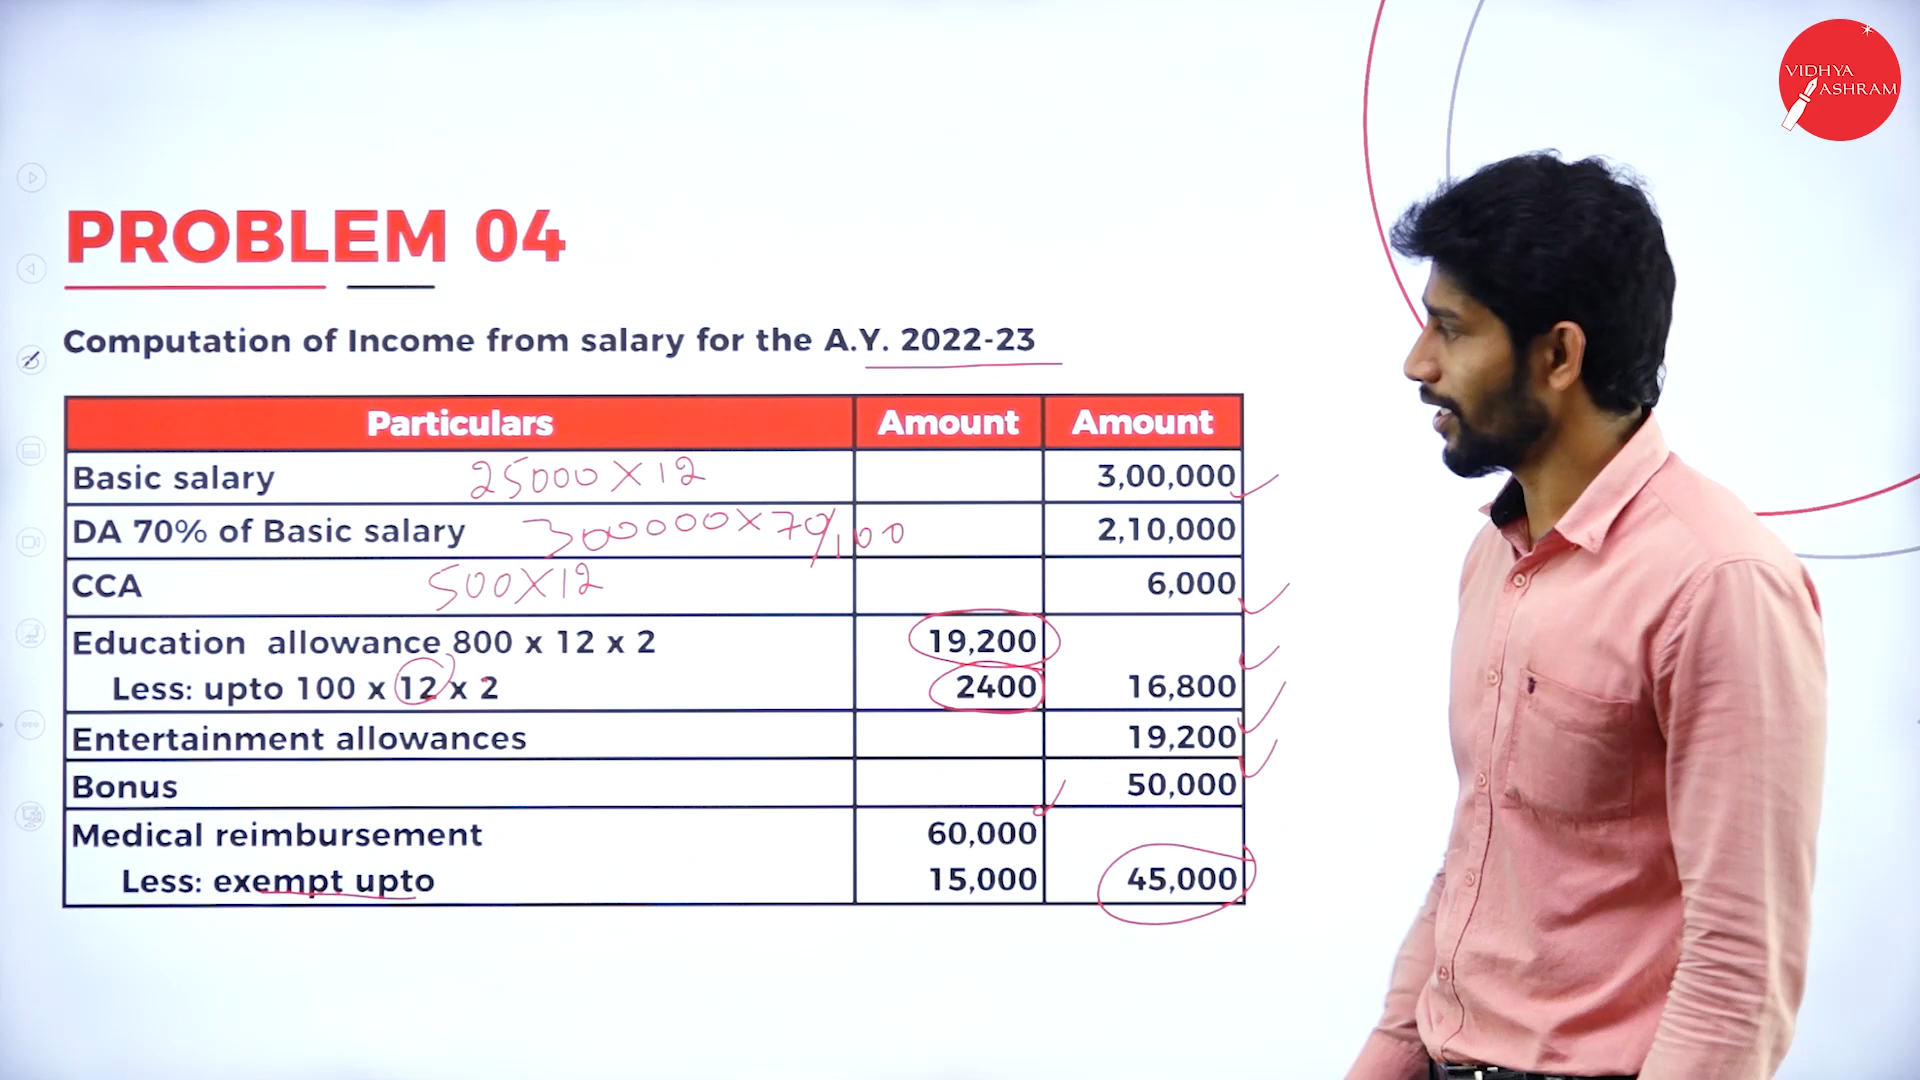 VIDHYA
ASHRAM
PROBLEM 04
Computation of Income from salary for the A.Y. 2022-23
Particulars Amount Amount
Basic salary 25000 X 12 3,00,000
DA 70% of Basic salary 300000 X 70/100 2,10,000
CCA 500X12 6,000
Education allowance 800 x 12 x 2 19,200
Less: upto 100 x 12 x 2 2400 16,800
Entertainment allowances 19,200
Bonus 50,000
Medical reimbursement 60,000
Less: exempt upto 15,000 45,000